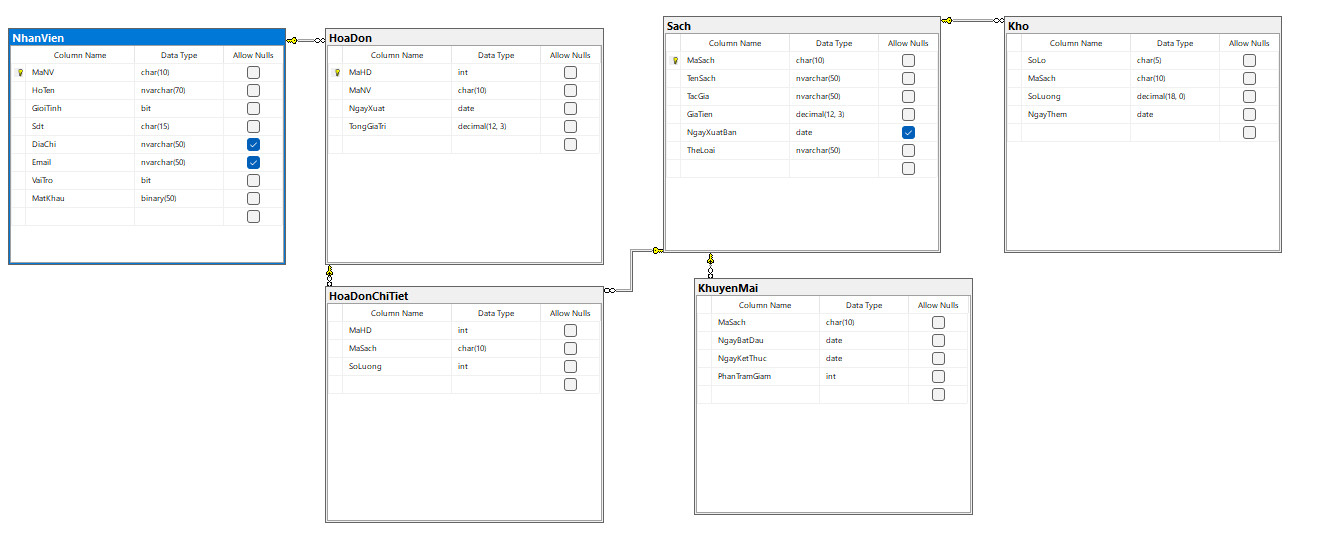 NhanVien
Column Name Data Type Allow Nulls
MaNV char(10)
HoTen nvarchar(70)
GioiTinh bit
Sdt char(15)
DiaChi nvarchar(50)
Email nvarchar(50)
VaiTro bit
MatKhau binary(50)
HoaDon
Column Name Data Type Allow Nulls
MaHD int
MaNV char(10)
NgayXuat date
TongGiaTri decimal(12, 3)
Sach
Column Name Data Type Allow Nulls
MaSach char(10)
TenSach nvarchar(50)
TacGia nvarchar(50)
GiaTien decimal(12, 3)
NgayXuatBan date
TheLoai nvarchar(50)
Kho
Column Name Data Type Allow Nulls
SoLo char(5)
MaSach char(10)
SoLuong decimal(18, 0)
NgayThem date
HoaDonChiTiet
Column Name Data Type Allow Nulls
MaHD int
MaSach char(10)
SoLuong int
KhuyenMai
Column Name Data Type Allow Nulls
MaSach char(10)
NgayBatDau date
NgayKetThuc date
PhanTramGiam int